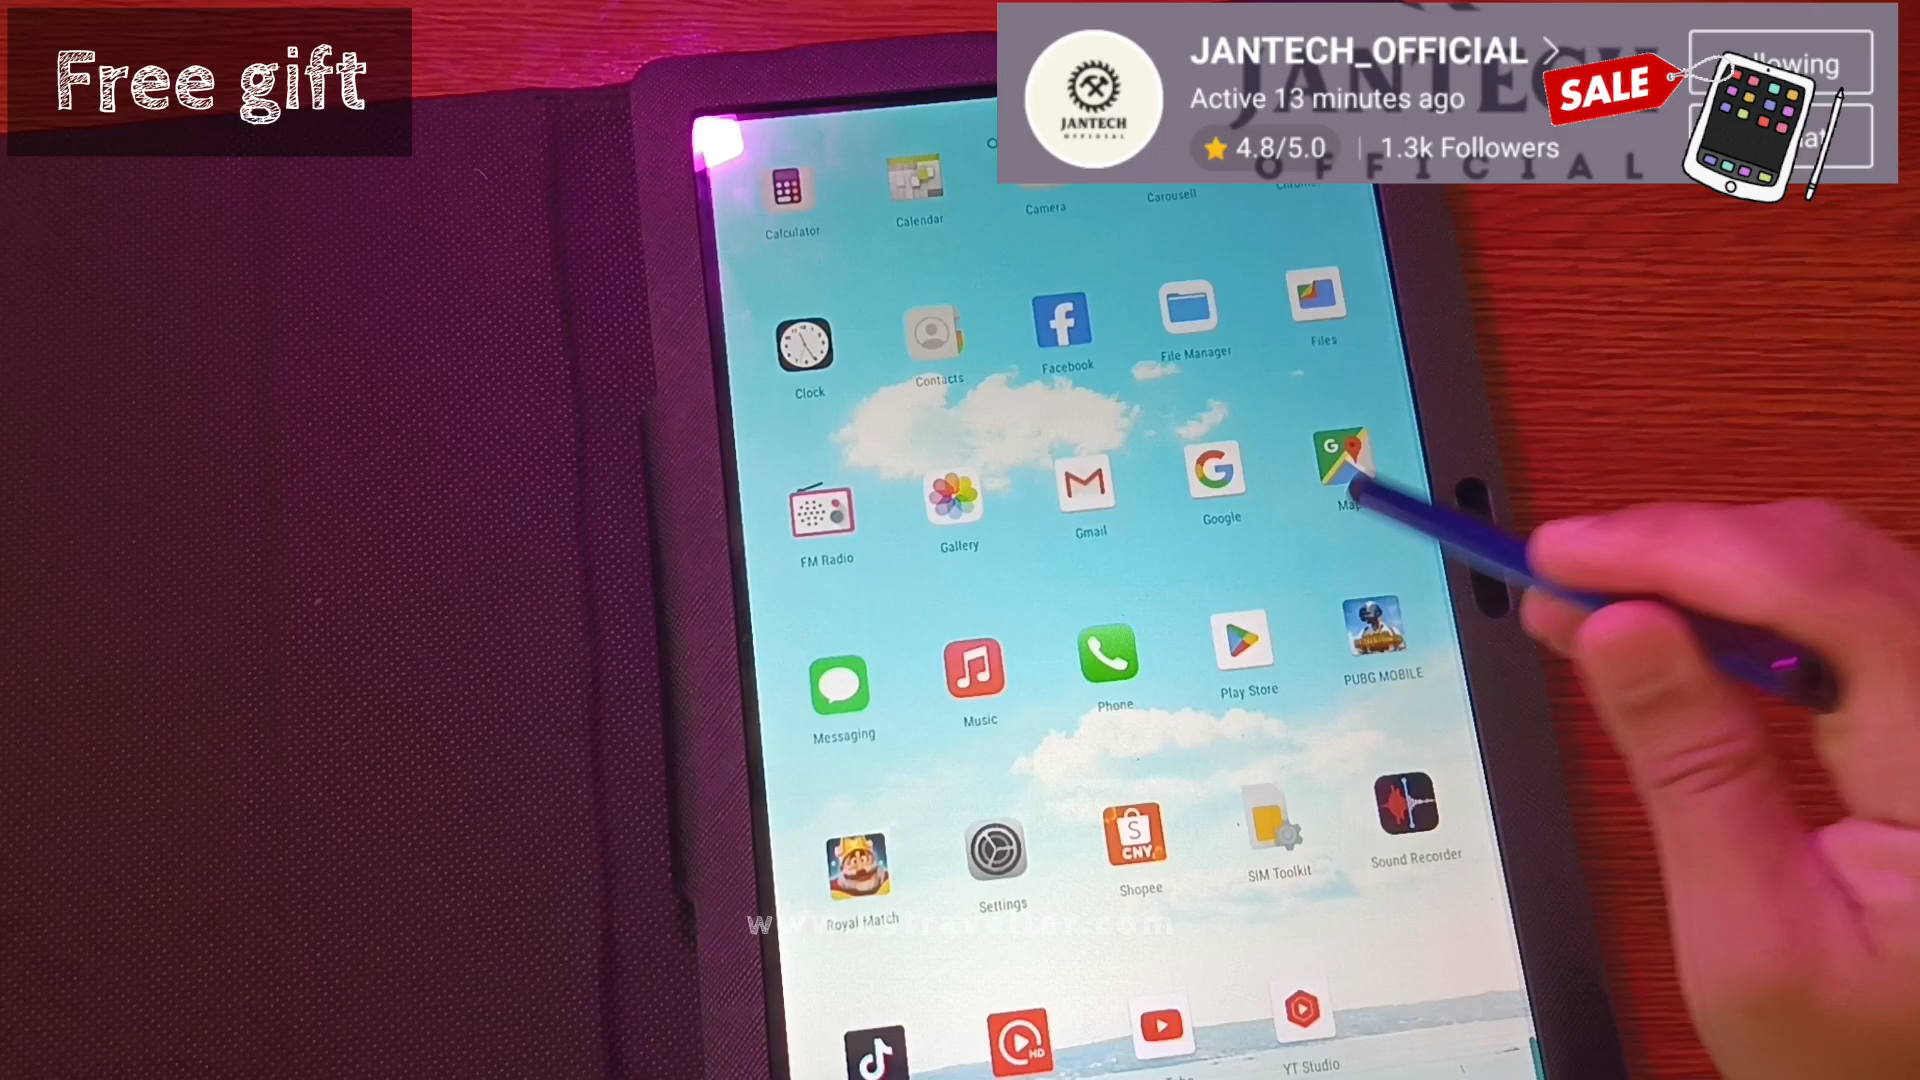 Free gift
JANTECH_OFFICIAL
Active 13 minutes ago
4.8/5.0
1.3k Followers
JANTECH
OFFICIAL
SALE
Calculator
Calendar
Camera
Carousell
Clock
Contacts
Facebook
File Manager
Files
FM Radio
Gallery
Gmail
Google
Messaging
Music
Phone
Play Store
PUBG MOBILE
Royal Match
Settings
CNY
Shopee
SIM Toolkit
Sound Recorder
HD
YT Studio